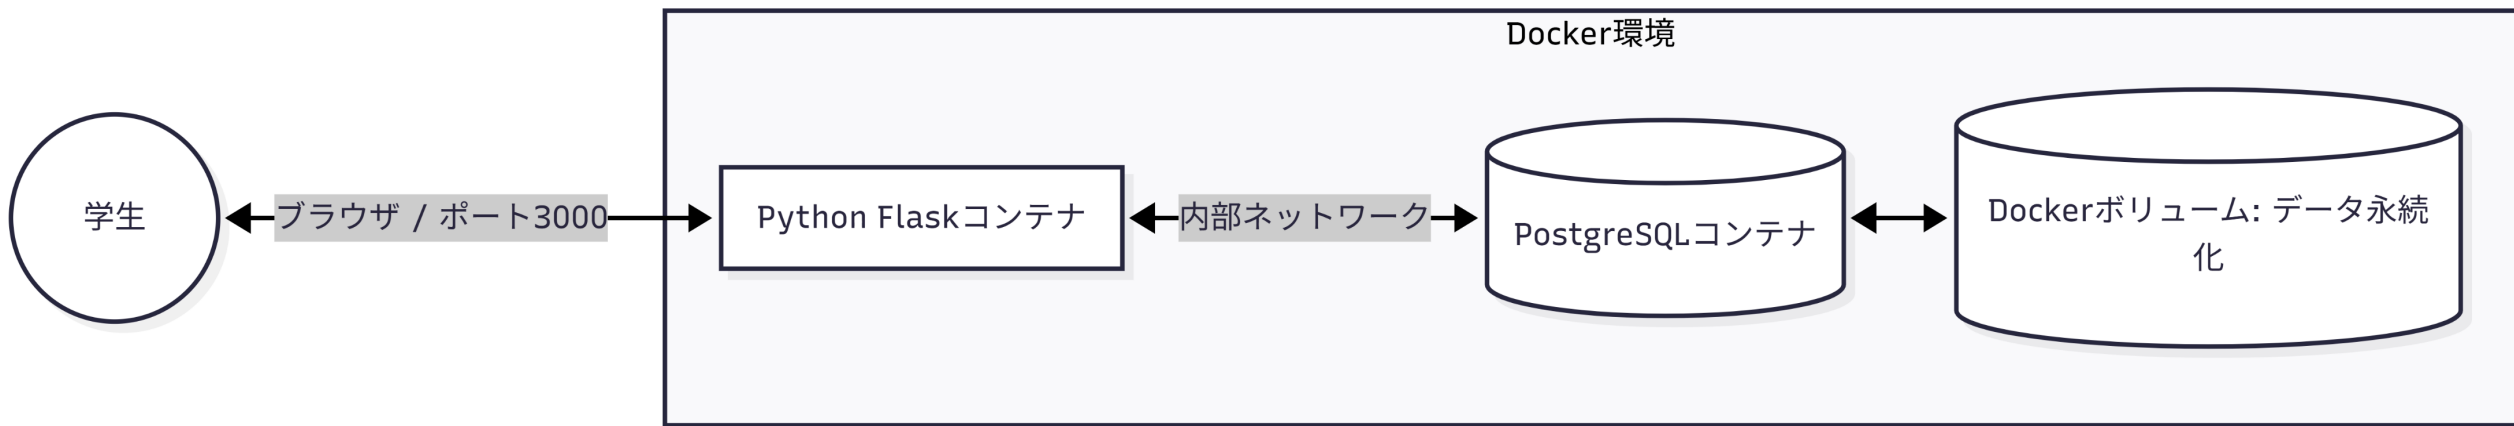 Docker環境
学生
ブラウザ / ポート3000
Python Flaskコンテナ
内部ネットワーク
PostgreSQLコンテナ
Dockerボリューム: データ永続
化